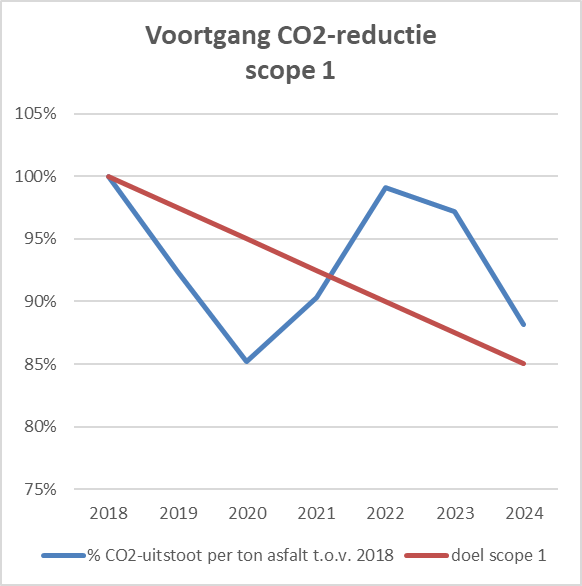 Voortgang CO2-reductie
scope 1
105%
100%
95%
90%
85%
80%
75%
2018 2019 2020 2021 2022 2023 2024
% CO2-uitstoot per ton asfalt t.o.v. 2018 doel scope 1